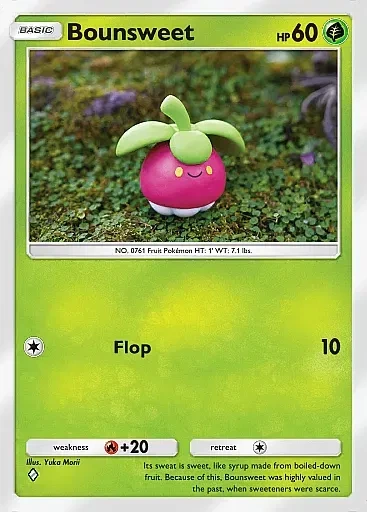 BASIC Bounsweet HP 60
NO. 0761 Fruit Pokémon HT: 1' WT: 7.1 lbs.
Flop 10
weakness +20 retreat
Illus. Yuka Morii
Its sweat is sweet, like syrup made from boiled-down
fruit. Because of this, Bounsweet was highly valued in
the past, when sweeteners were scarce.